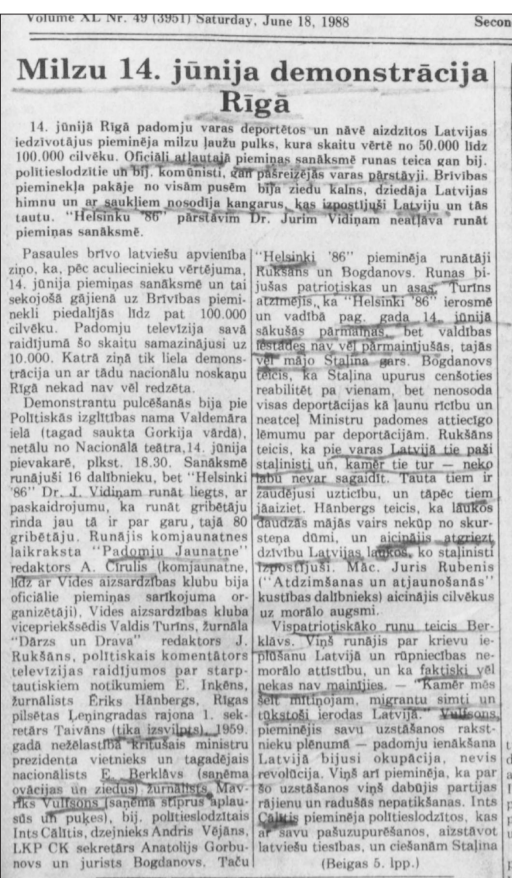 Volume XL Nr. 49 (3951) Saturday, June 18, 1988
Secon
Milzu 14. jūnija demonstrācija
Rīgā
14. jūnijā Rīgā padomju varas deportētos un nāvē aizdzītos Latvijas
iedzīvotājus pieminēja milzu ļaužu pulks, kura skaitu vērtē no 50.000 līdz
100.000 cilvēku. Oficiāli atļautajā piemiņas sanāksmē runas teica gan bij.
politieslodzītie un bij. komūnisti, gan pašreizējās varas pārstāvji. Brīvības
pieminekļa pakāje no visām pusēm bija ziedu kalns, dziedāja Latvijas
himnu un ar saukļiem nosodīja kangarus, kas izpostījuši Latviju un tās
tautu. "Helsinku '86" pārstāvim Dr. Jurim Vidiņam neatļāva runāt
piemiņas sanāksmē.
Pasaules brīvo latviešu apvienība
ziņo, ka, pēc aculiecinieku vērtējuma,
14. jūnija piemiņas sanāksmē un tai
sekojošā gājienā uz Brīvības piemi-
nekli piedalījās līdz pat 100.000
cilvēku. Padomju televīzija savā
raidījumā šo skaitu samazinājusi uz
10.000. Katrā ziņā tik liela demons-
trācija un ar tādu nacionālu noskaņu
Rīgā nekad nav vēl redzēta.
Demonstrantu pulcēšanās bija pie
Polītiskās izglītības nama Valdemāra
ielā (tagad saukta Gorkija vārdā),
netālu no Nacionālā teātra, 14. jūnija
pievakarē, plkst. 18.30. Sanāksmē
runājuši 16 dalībnieku, bet "Helsinki
'86" Dr. J. Vidiņam runāt liegts, ar
paskaidrojumu, ka runāt gribētāju
rinda jau tā ir par garu, tajā 80
gribētāju. Runājis komjaunatnes
laikraksta "Padomju Jaunatne"
redaktors A. Cīrulis (komjaunatne,
līdz ar Vides aizsardzības klubu bija
oficiālie piemiņas sarīkojuma or-
ganizētāji), Vides aizsardzības kluba
vicepriekšsēdis Valdis Turīns, žurnāla
"Dārzs un Drava" redaktors J.
Rukšāns, polītiskais komentātors
televīzijas raidījumos par starp-
tautiskiem notikumiem E. Inkēns,
žurnālists Ēriks Hānbergs, Rīgas
pilsētas Ļeņingradas rajona 1. sek-
retārs Taivāns (tika izsvilpts), 1959.
gadā nežēlastībā kritušais ministru
prezidenta vietnieks un tagadējais
nacionālists E. Berklāvs (saņēma
ovācijas un ziedus) žurnālists Mav-
riks Vulfsons (saņēma stiprus aplau-
sūs un puķes), bij. polītieslodzītais
Ints Cālītis, dzejnieks Andris Vējāns,
LKP CK sekretārs Anatolijs Gorbu-
novs un jurists Bogdanovs. Taču
"Helsinki '86" pieminēja runātāji
Rukšāns un Bogdanovs. Runas bi-
jušas patriotiskas un asas. Turīns
atzīmējis, ka "Helsinki '86" ierosmē
un vadībā pag. gada 14. jūnijā
sākušās pārmaiņas, bet valdības
iestādes nav vēl pārmainījušās, tajās
vēl mājo Staļina gars. Bogdanovs
teicis, ka Staļina upurus cenšoties
reabilitēt pa vienam, bet nenosoda
visas deportācijas kā ļaunu rīcību un
neatceļ Ministru padomes attiecīgo
lēmumu par deportācijām. Rukšāns
teicis, ka pie varas Latvijā tie paši
staļinisti un, kamēr tie tur — neko
labu nevar sagaidīt. Tauta tiem ir
zaudējusi uzticību, un tāpēc tiem
jāaiziet. Hānbergs teicis, ka laukos
daudzās mājās vairs nekūp no skur-
steņa dūmi, un aicinājis atgriezt
dzīvību Latvijas laukos, ko staļinisti
izpostījuši. Māc. Juris Rubenis
("Atdzimšanas un atjaunošanās"
kustības dalībnieks) aicinājis cilvēkus
uz morālo augsmi.
Vispatriotiskāko runu teicis Ber-
klāvs. Viņš runājis par krievu ie-
plūšanu Latvijā un rūpniecības ne-
morālo attīstību, un ka faktiski vēl
nekas nav mainījies. — "Kamēr mēs
šeit mītiņojam, migrantu simti un
tūkstoši ierodas Latvijā." Vulfsons,
pieminējis savu uzstāšanos rakst-
nieku plēnumā — padomju ienākšana
Latvijā bijusi okupācija, nevis
revolūcija. Viņš arī pieminēja, ka par
šo uzstāšanos viņš dabūjis partijas
rājienu un radušās nepatikšanas. Ints
Cālītis pieminēja polītieslodzītos, kas
ar savu pašuzupurēšanos, aizstāvot
latviešu tiesības, un ciešanām Staļina
(Beigas 5. lpp.)